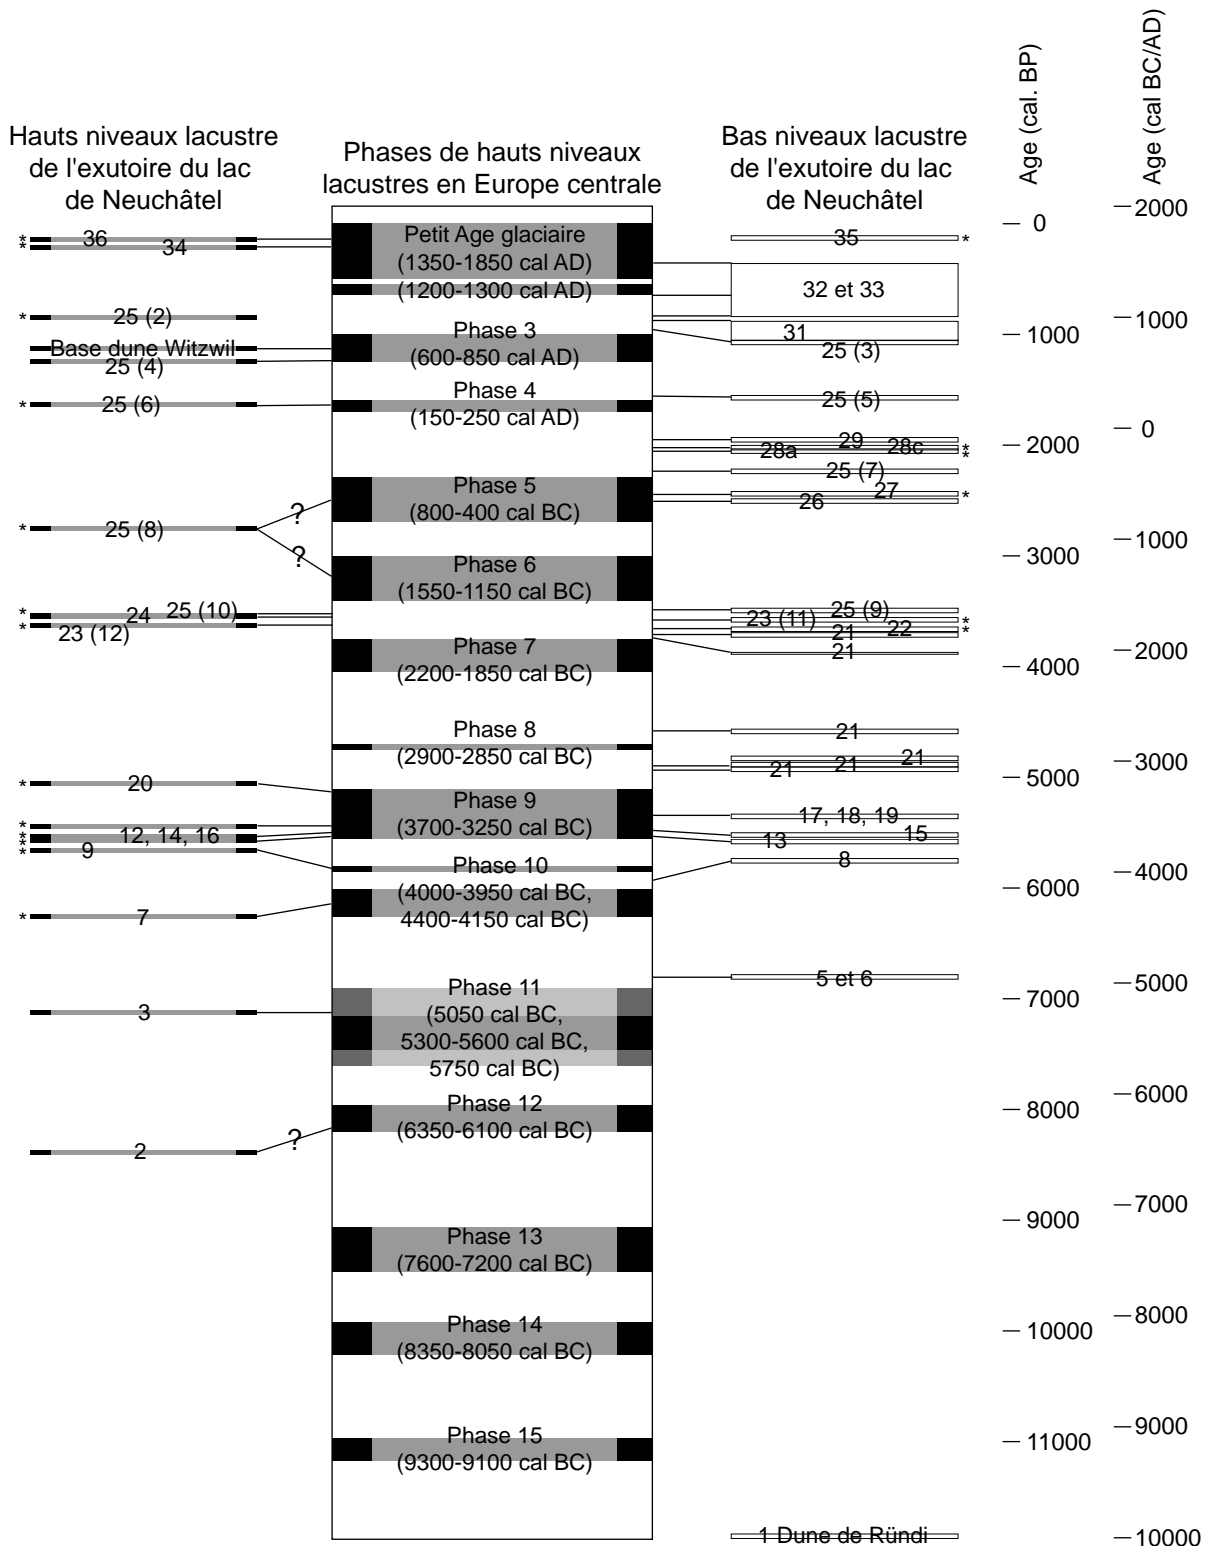 Hauts niveaux lacustre
de l'exutoire du lac
de Neuchâtel
* 36
* 34
* 25 (2)
Base dune Witzwil
25 (4)
* 25 (6)
* 25 (8)
?
?
* 25 (10)
24
* 23 (12)
* 20
*
* 12, 14, 16
*
* 9
* 7
3
2
?
Phases de hauts niveaux
lacustres en Europe centrale
Petit Age glaciaire
(1350-1850 cal AD)
(1200-1300 cal AD)
Phase 3
(600-850 cal AD)
Phase 4
(150-250 cal AD)
Phase 5
(800-400 cal BC)
Phase 6
(1550-1150 cal BC)
Phase 7
(2200-1850 cal BC)
Phase 8
(2900-2850 cal BC)
Phase 9
(3700-3250 cal BC)
Phase 10
(4000-3950 cal BC,
4400-4150 cal BC)
Phase 11
(5050 cal BC,
5300-5600 cal BC,
5750 cal BC)
Phase 12
(6350-6100 cal BC)
Phase 13
(7600-7200 cal BC)
Phase 14
(8350-8050 cal BC)
Phase 15
(9300-9100 cal BC)
Bas niveaux lacustre
de l'exutoire du lac
de Neuchâtel
35 *
32 et 33
31
25 (3)
25 (5)
29
28a 28c *
*
25 (7)
27 *
26
25 (9)
23 (11) *
22 *
21
21
21
21
21
21
17, 18, 19
15
13
8
5 et 6
1 Dune de Ründi
Age (cal. BP)
0
1000
2000
3000
4000
5000
6000
7000
8000
9000
10000
11000
Age (cal BC/AD)
2000
1000
0
1000
2000
3000
4000
5000
6000
7000
8000
9000
10000